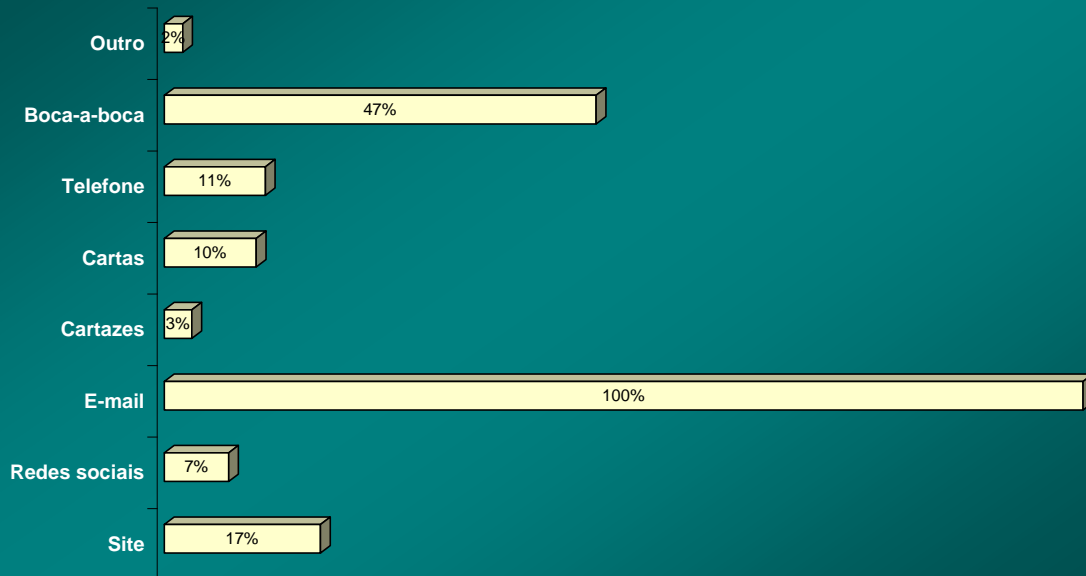 Outro 2%
Boca-a-boca 47%
Telefone 11%
Cartas 10%
Cartazes 3%
E-mail 100%
Redes sociais 7%
Site 17%